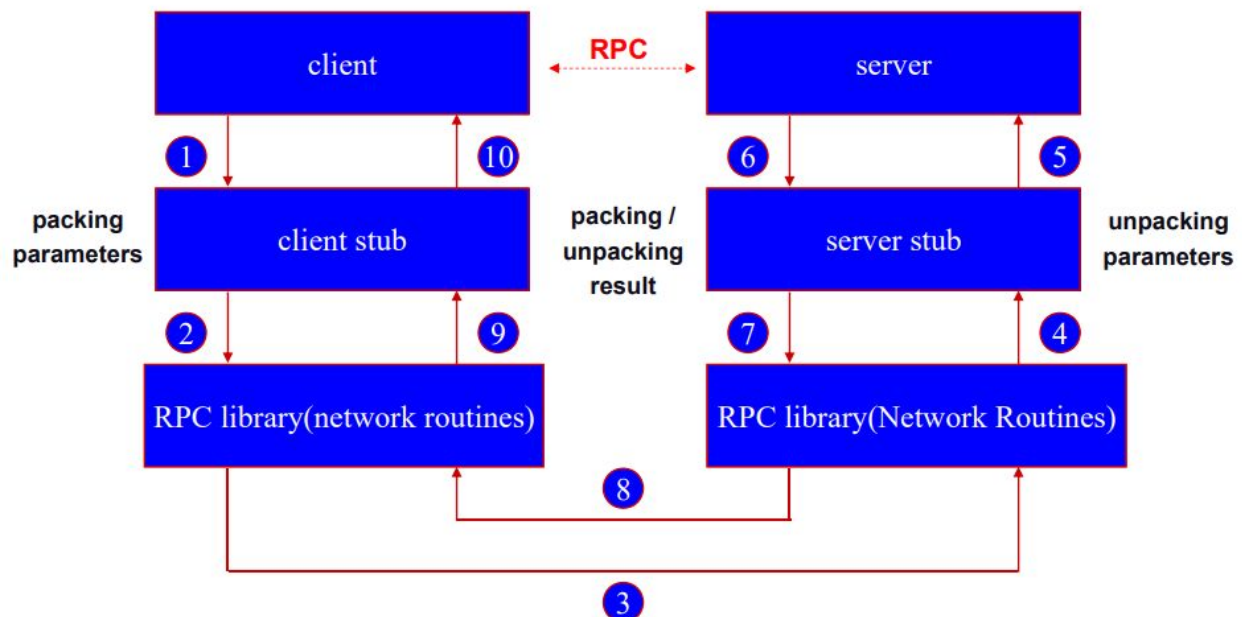 client
RPC
server
1
10
6
5
packing
parameters
client stub
packing /
unpacking
result
server stub
unpacking
parameters
2
9
7
4
RPC library(network routines)
RPC library(Network Routines)
8
3